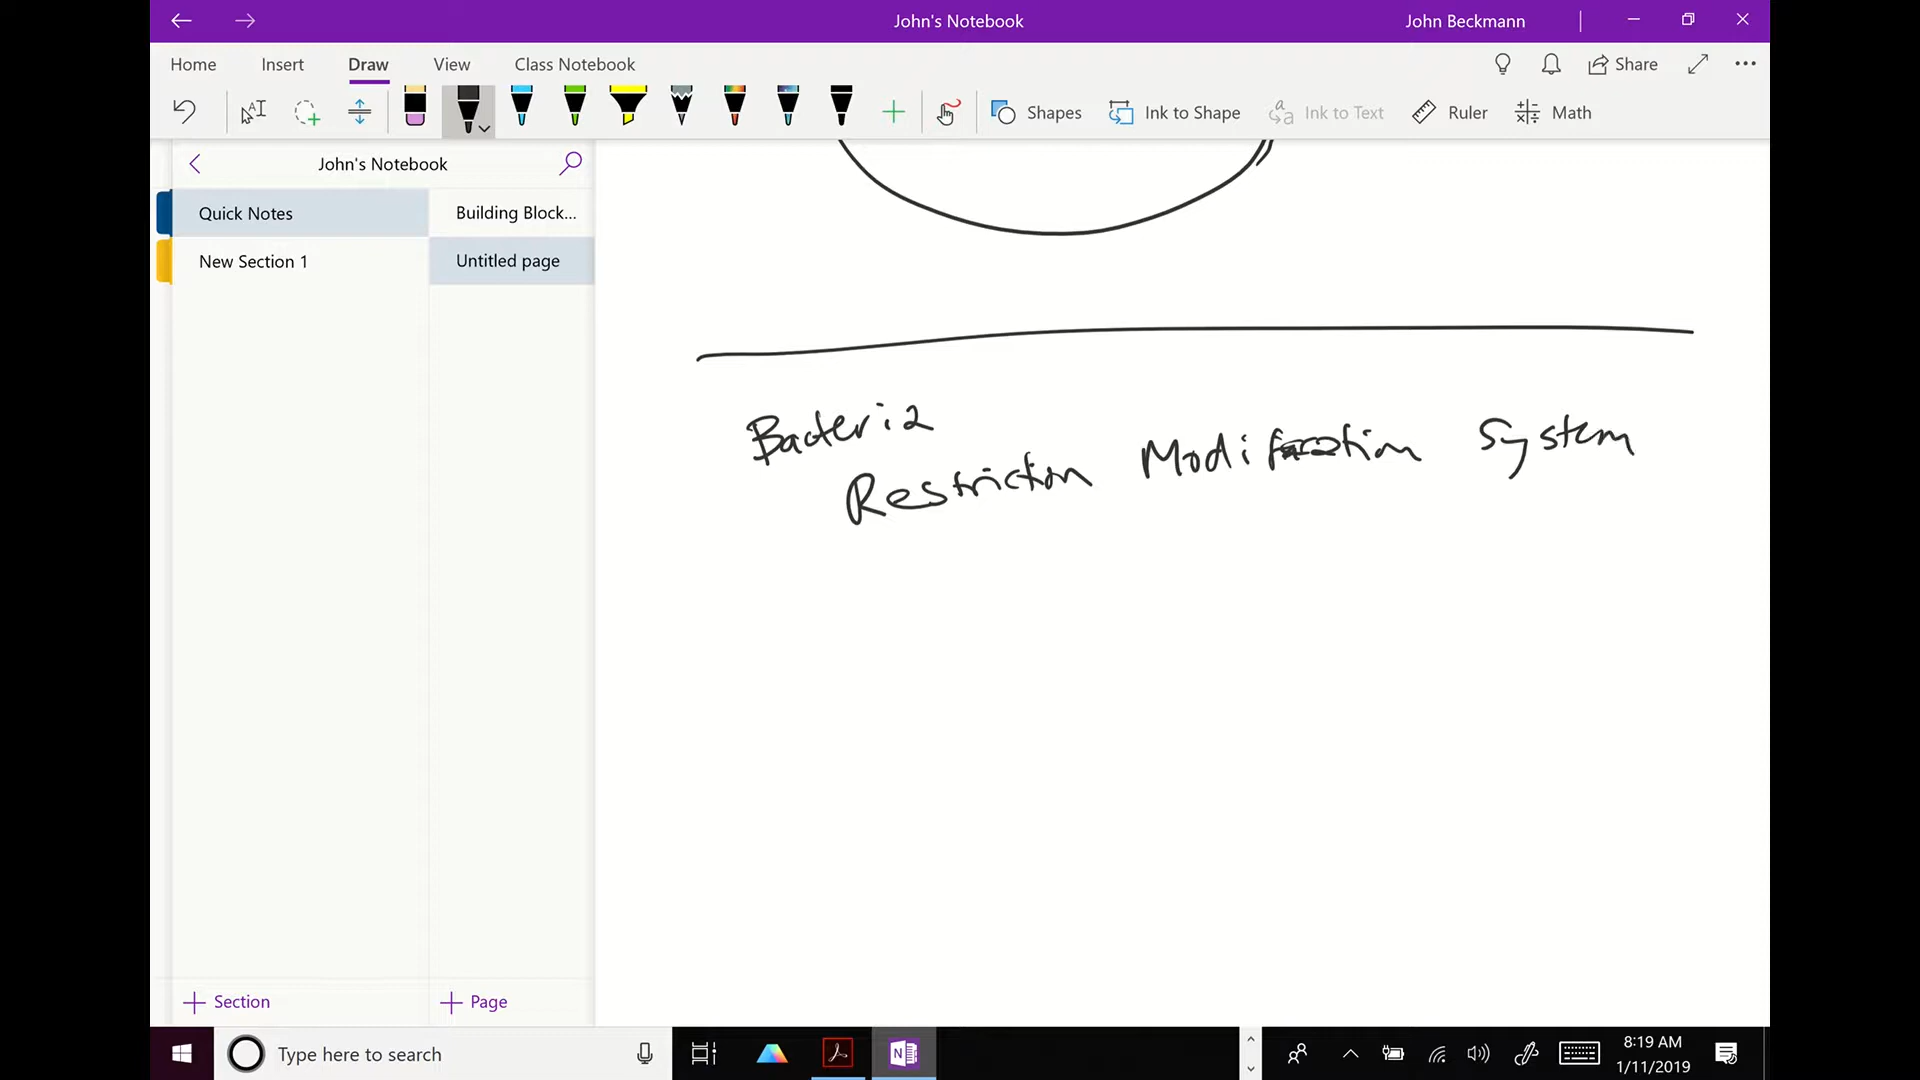 John's Notebook John Beckmann
Home Insert Draw View Class Notebook Share
Shapes Ink to Shape Ink to Text Ruler Math
John's Notebook
Quick Notes Building Block...
New Section 1 Untitled page
Bacteria
Restriction Modification System
Section Page
Type here to search
8:19 AM
1/11/2019